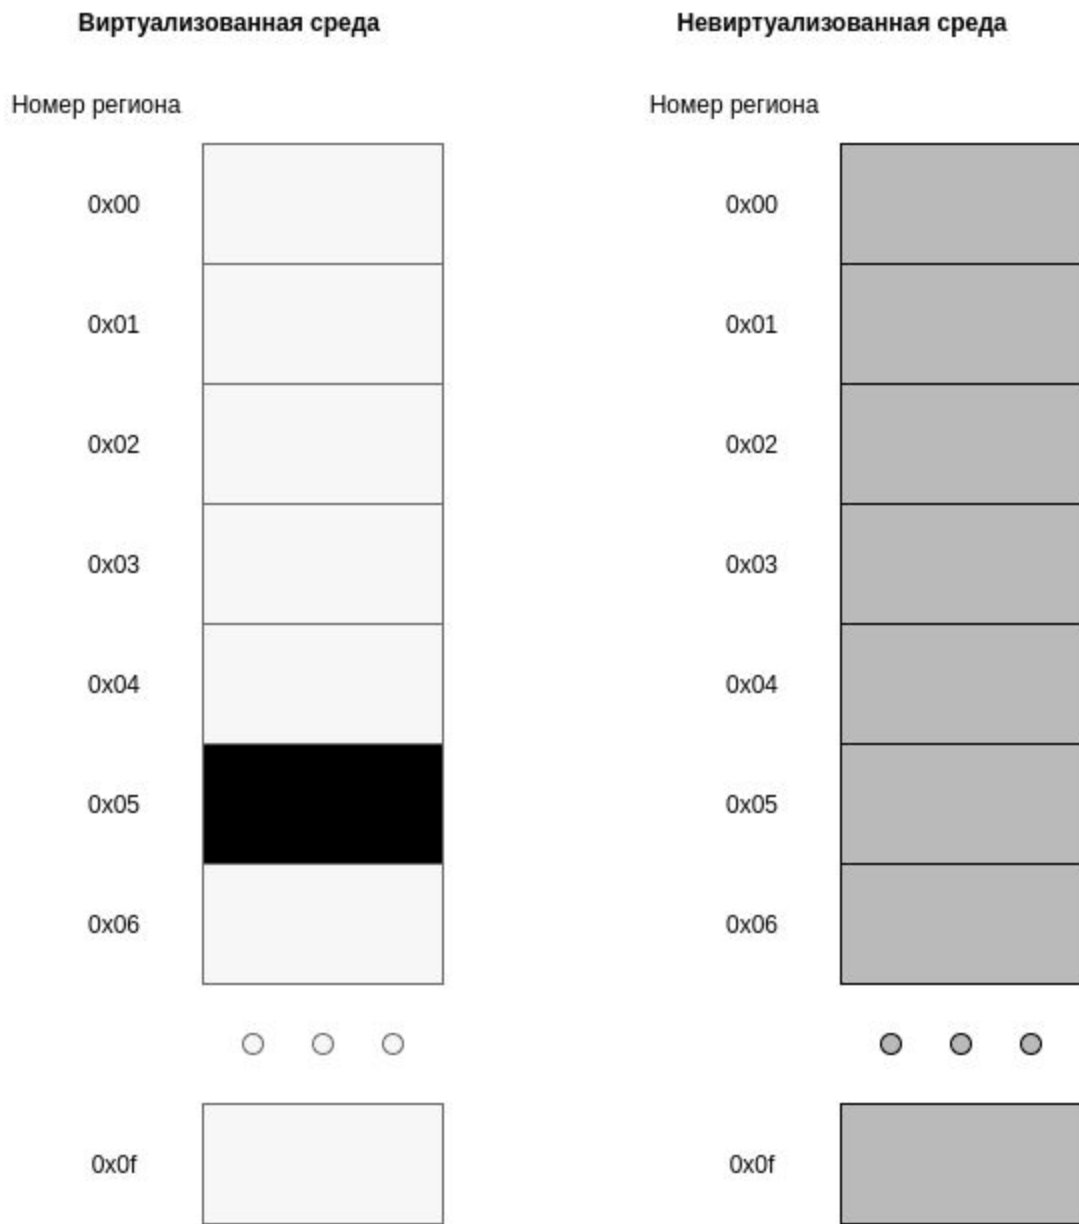 Виртуализованная среда Невиртуализованная среда
Номер региона Номер региона
0x00 0x00
0x01 0x01
0x02 0x02
0x03 0x03
0x04 0x04
0x05 0x05
0x06 0x06
0x0f 0x0f